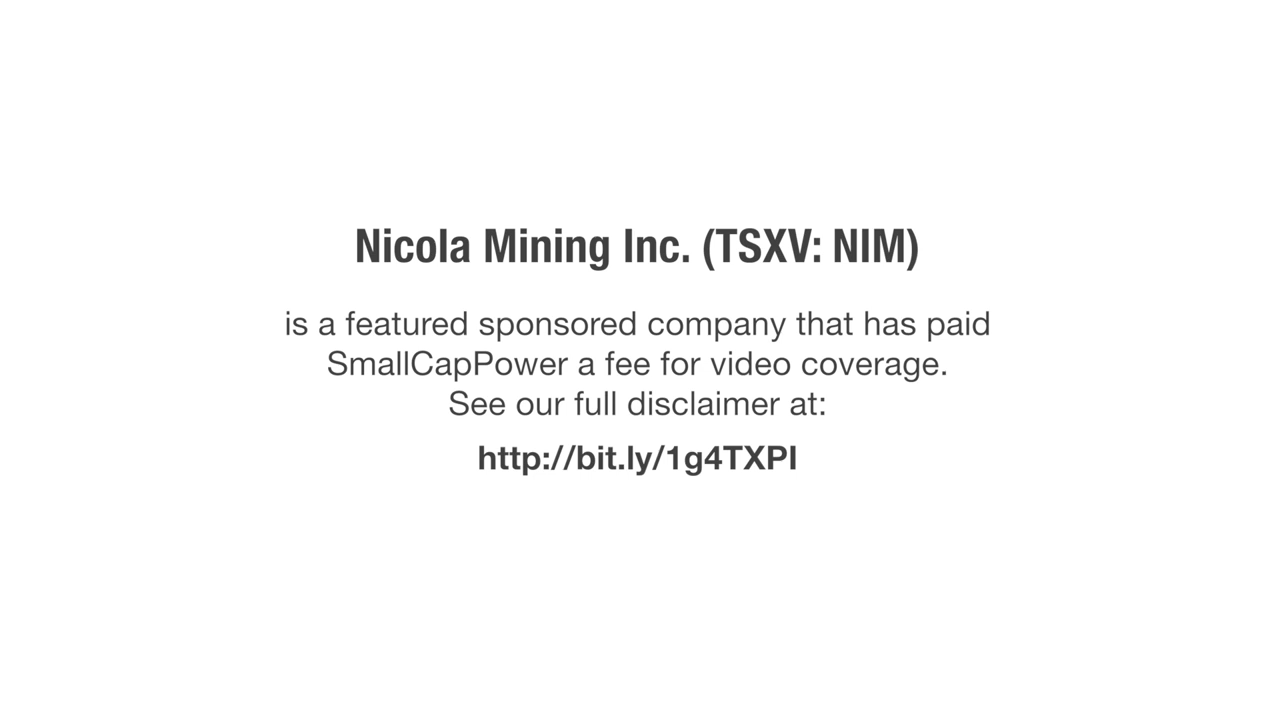 Nicola Mining Inc. (TSXV: NIM)
is a featured sponsored company that has paid
SmallCapPower a fee for video coverage.
See our full disclaimer at:
http://bit.ly/1g4TXPI